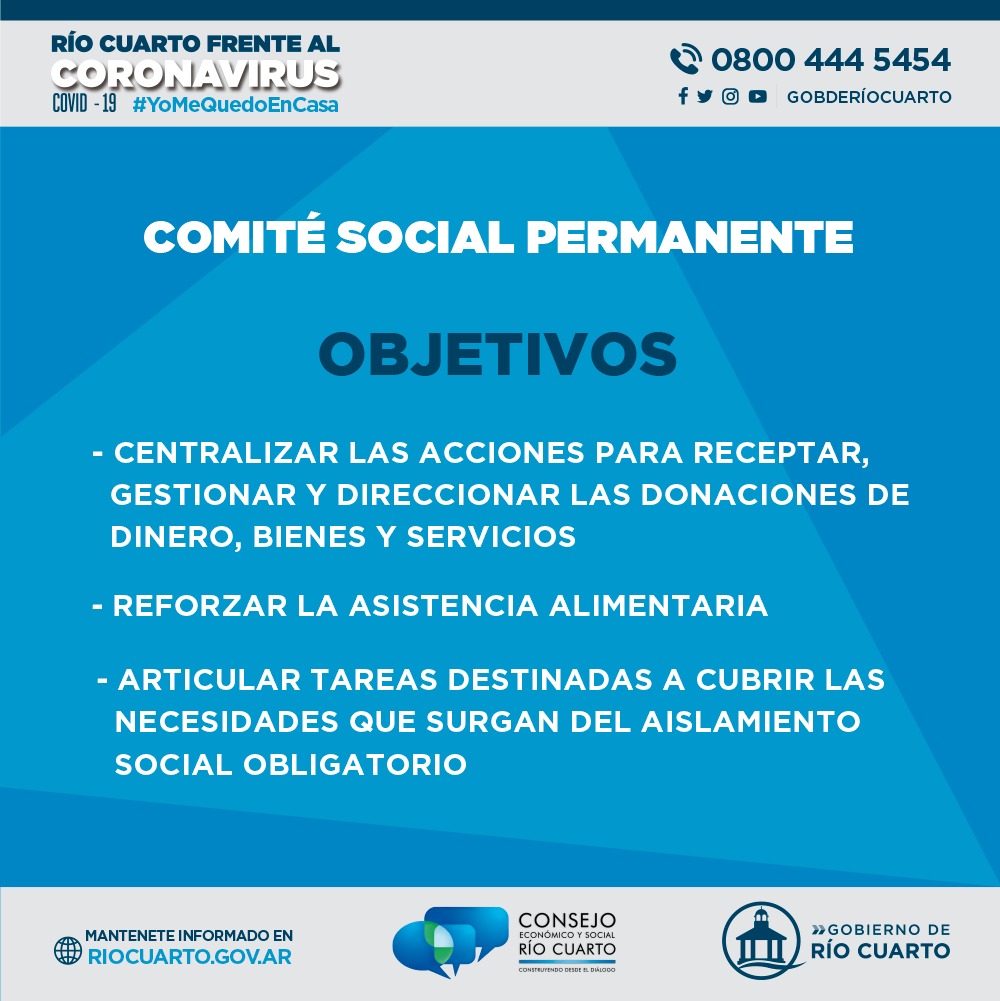 RÍO CUARTO FRENTE AL
CORONAVIRUS
COVID - 19 #YoMeQuedoEnCasa
0800 444 5454
GOBDERÍOCUARTO
COMITÉ SOCIAL PERMANENTE
OBJETIVOS
- CENTRALIZAR LAS ACCIONES PARA RECEPTAR,
GESTIONAR Y DIRECCIONAR LAS DONACIONES DE
DINERO, BIENES Y SERVICIOS
- REFORZAR LA ASISTENCIA ALIMENTARIA
- ARTICULAR TAREAS DESTINADAS A CUBRIR LAS
NECESIDADES QUE SURGAN DEL AISLAMIENTO
SOCIAL OBLIGATORIO
MANTENETE INFORMADO EN
RIOCUARTO.GOV.AR
CONSEJO
ECONÓMICO Y SOCIAL
RÍO CUARTO
CONSTRUYENDO DESDE EL DIÁLOGO
»GOBIERNO DE
RÍO CUARTO